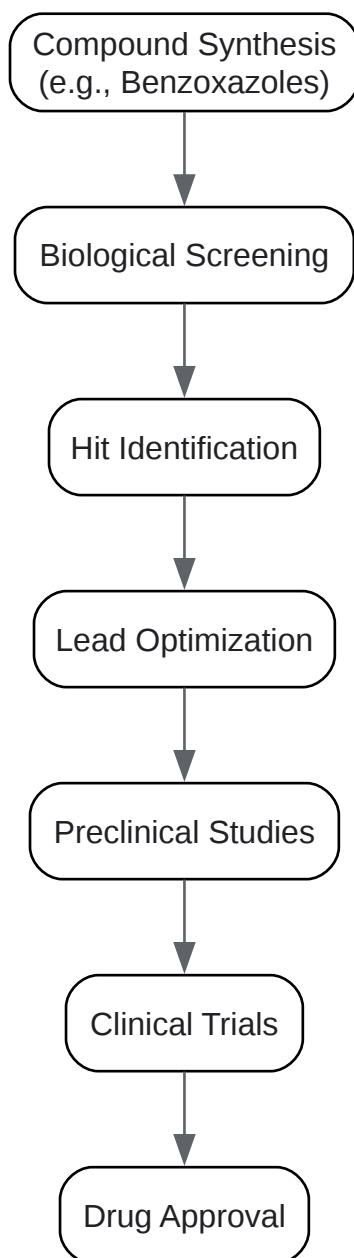 Compound Synthesis
(e.g., Benzoxazoles)
Biological Screening
Hit Identification
Lead Optimization
Preclinical Studies
Clinical Trials
Drug Approval